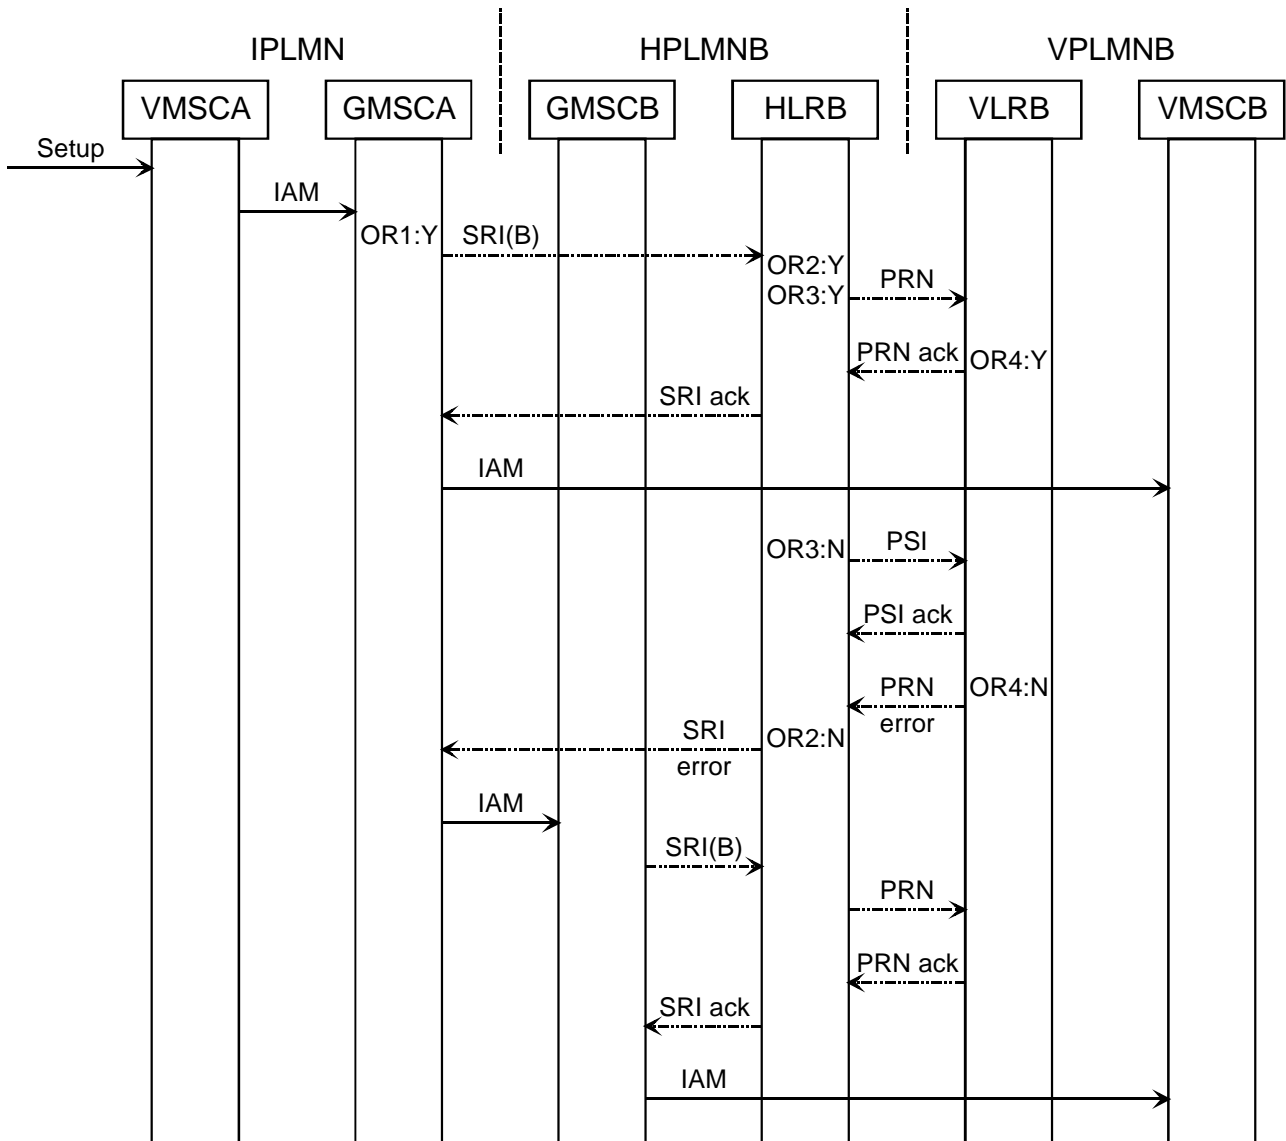 IPLMN HPLMNB VPLMNB
VMSCA GMSCA GMSCB HLRB VLRB VMSCB
Setup
IAM
OR1:Y SRI(B)
OR2:Y
OR3:Y PRN
PRN ack OR4:Y
SRI ack
IAM
OR3:N PSI
PSI ack
PRN OR4:N
error
SRI OR2:N
error
IAM
SRI(B)
PRN
PRN ack
SRI ack
IAM